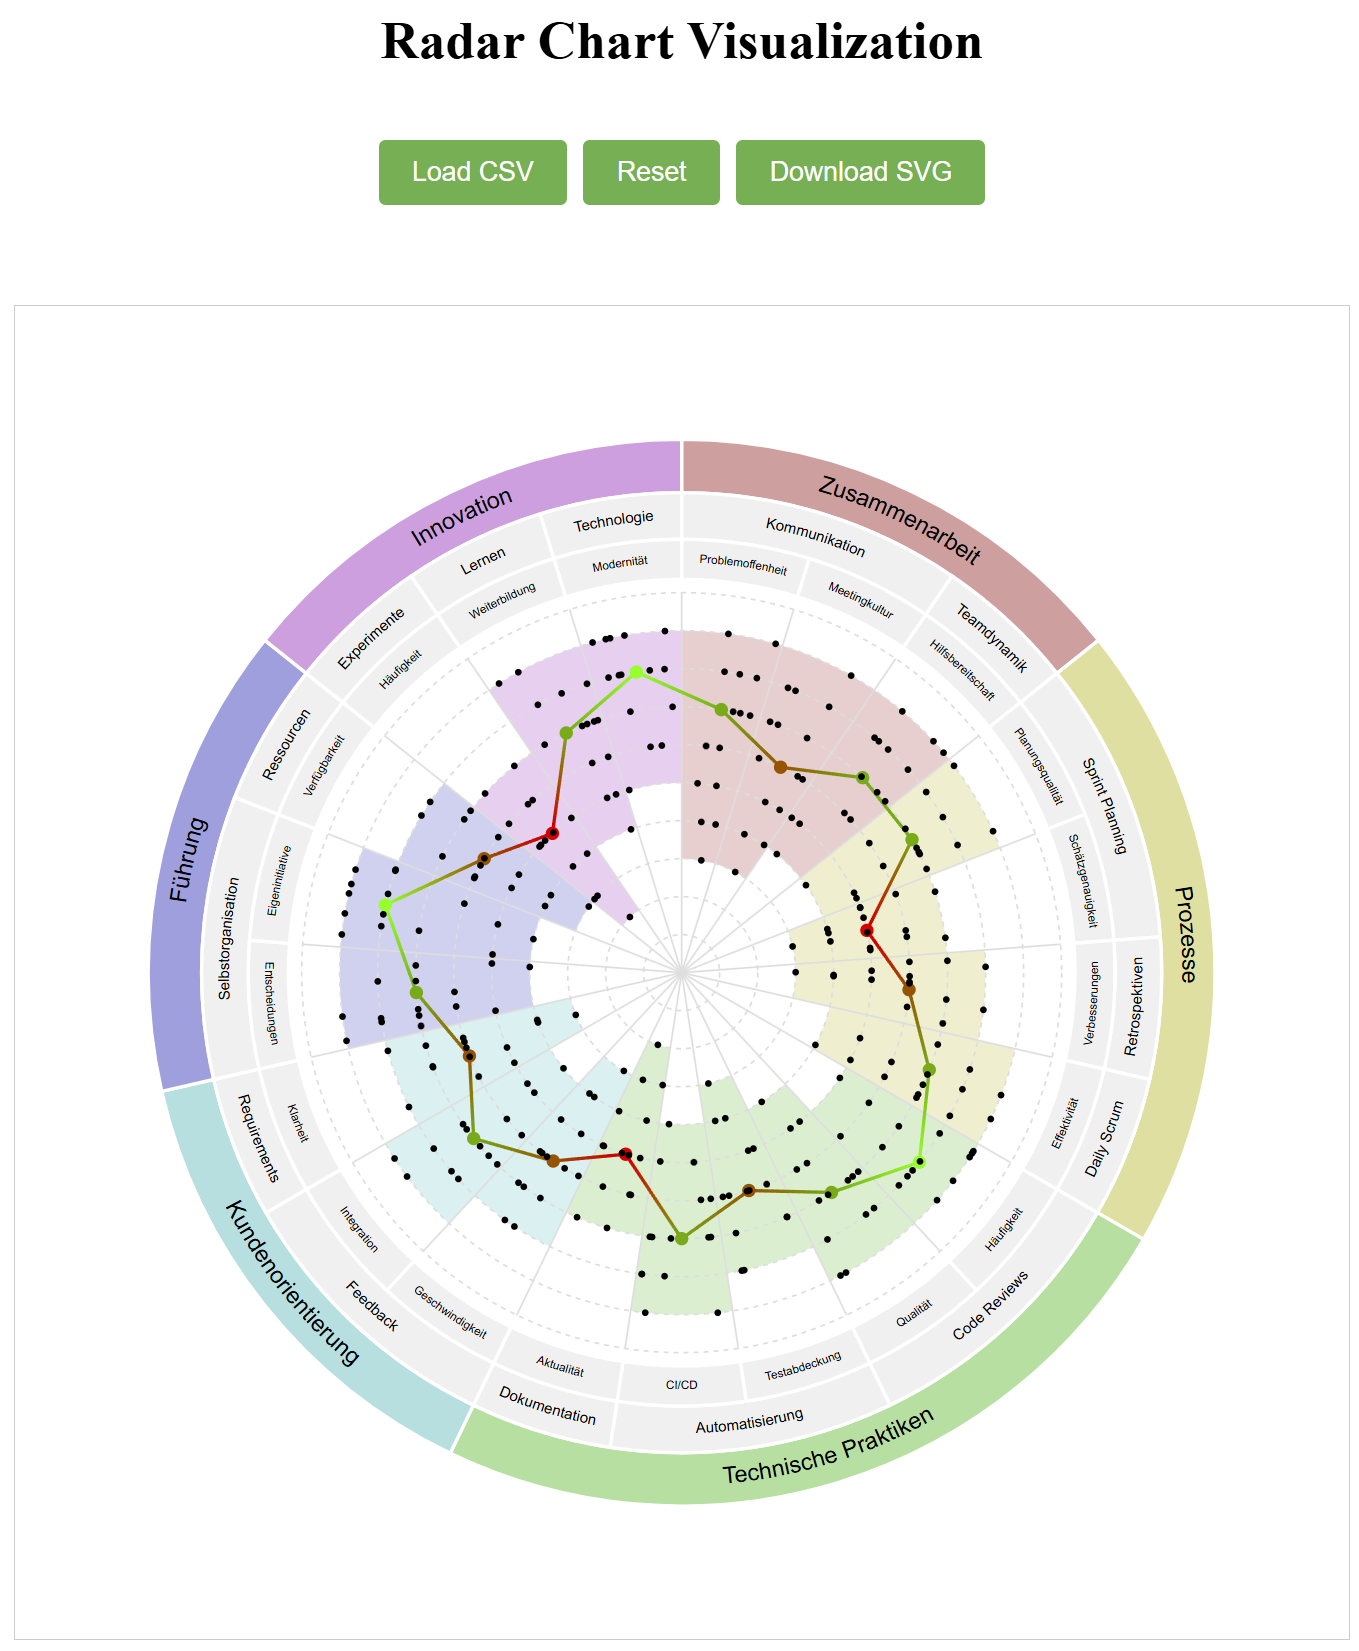 Radar Chart Visualization
Load CSV
Reset
Download SVG
Zusammenarbeit
Prozesse
Technische Praktiken
Kundenorientierung
Führung
Innovation
Kommunikation
Teamdynamik
Sprint Planning
Retrospektiven
Daily Scrum
Code Reviews
Automatisierung
Dokumentation
Feedback
Requirements
Selbstorganisation
Ressourcen
Experimente
Lernen
Technologie
Problemoffenheit
Meetingkultur
Hilfsbereitschaft
Planungsqualität
Schätzgenauigkeit
Verbesserungen
Effektivität
Häufigkeit
Qualität
Testabdeckung
CI/CD
Aktualität
Geschwindigkeit
Integration
Klarheit
Entscheidungen
Eigeninitiative
Verfügbarkeit
Häufigkeit
Weiterbildung
Modernität